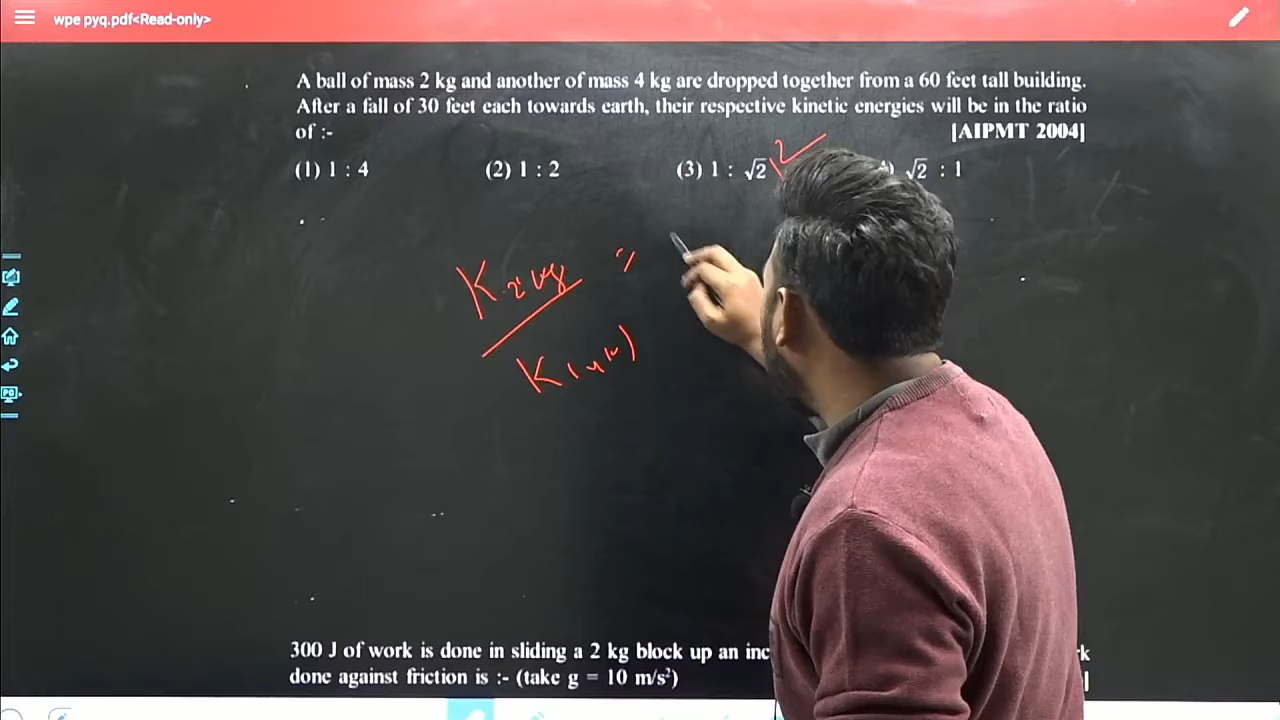 wpe pyq.pdf<Read-only>
A ball of mass 2 kg and another of mass 4 kg are dropped together from a 60 feet tall building.
After a fall of 30 feet each towards earth, their respective kinetic energies will be in the ratio
of :- [AIPMT 2004]
(1) 1 : 4 (2) 1 : 2 (3) 1 : √2 √2 : 1
K 2 kg =
K(4k)
300 J of work is done in sliding a 2 kg block up an inc
done against friction is :- (take g = 10 m/s²)